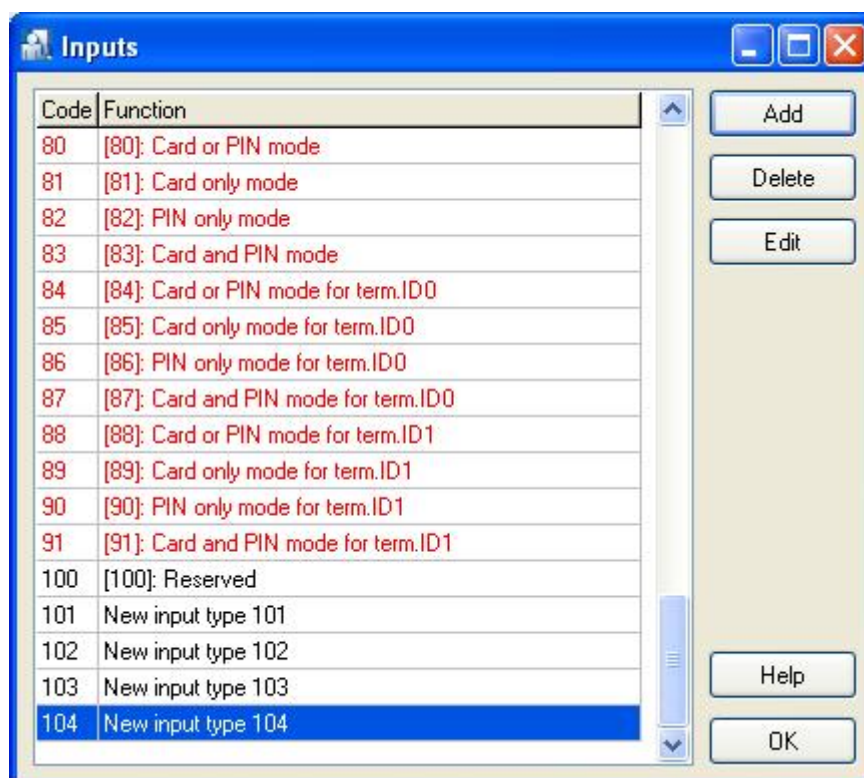 Inputs
Code Function
80 [80]: Card or PIN mode
81 [81]: Card only mode
82 [82]: PIN only mode
83 [83]: Card and PIN mode
84 [84]: Card or PIN mode for term.ID0
85 [85]: Card only mode for term.ID0
86 [86]: PIN only mode for term.ID0
87 [87]: Card and PIN mode for term.ID0
88 [88]: Card or PIN mode for term.ID1
89 [89]: Card only mode for term.ID1
90 [90]: PIN only mode for term.ID1
91 [91]: Card and PIN mode for term.ID1
100 [100]: Reserved
101 New input type 101
102 New input type 102
103 New input type 103
104 New input type 104
Add
Delete
Edit
Help
OK